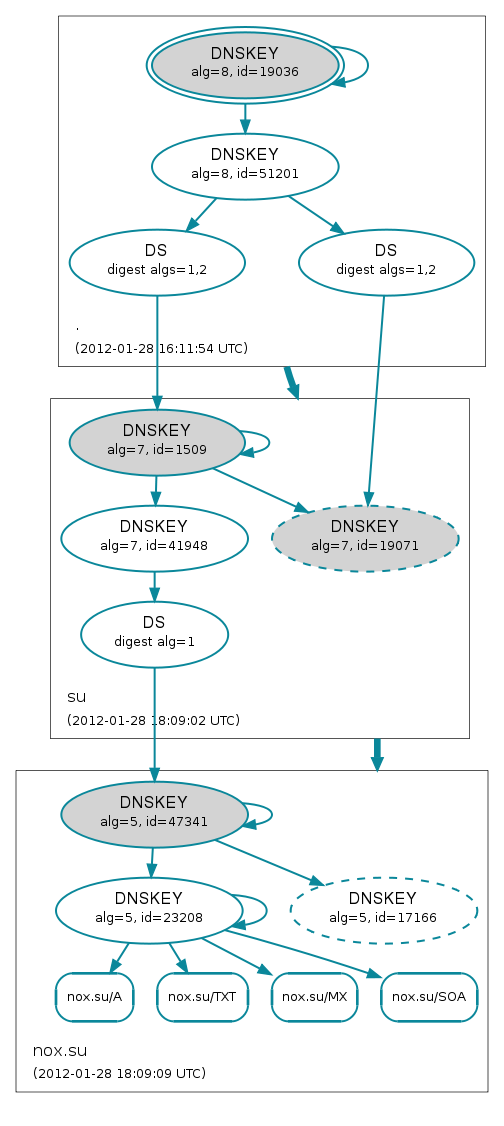 DNSKEY
alg=8, id=19036
DNSKEY
alg=8, id=51201
DS
digest algs=1,2
DS
digest algs=1,2
.
(2012-01-28 16:11:54 UTC)
DNSKEY
alg=7, id=1509
DNSKEY
alg=7, id=41948
DNSKEY
alg=7, id=19071
DS
digest alg=1
su
(2012-01-28 18:09:02 UTC)
DNSKEY
alg=5, id=47341
DNSKEY
alg=5, id=23208
DNSKEY
alg=5, id=17166
nox.su/A
nox.su/TXT
nox.su/MX
nox.su/SOA
nox.su
(2012-01-28 18:09:09 UTC)